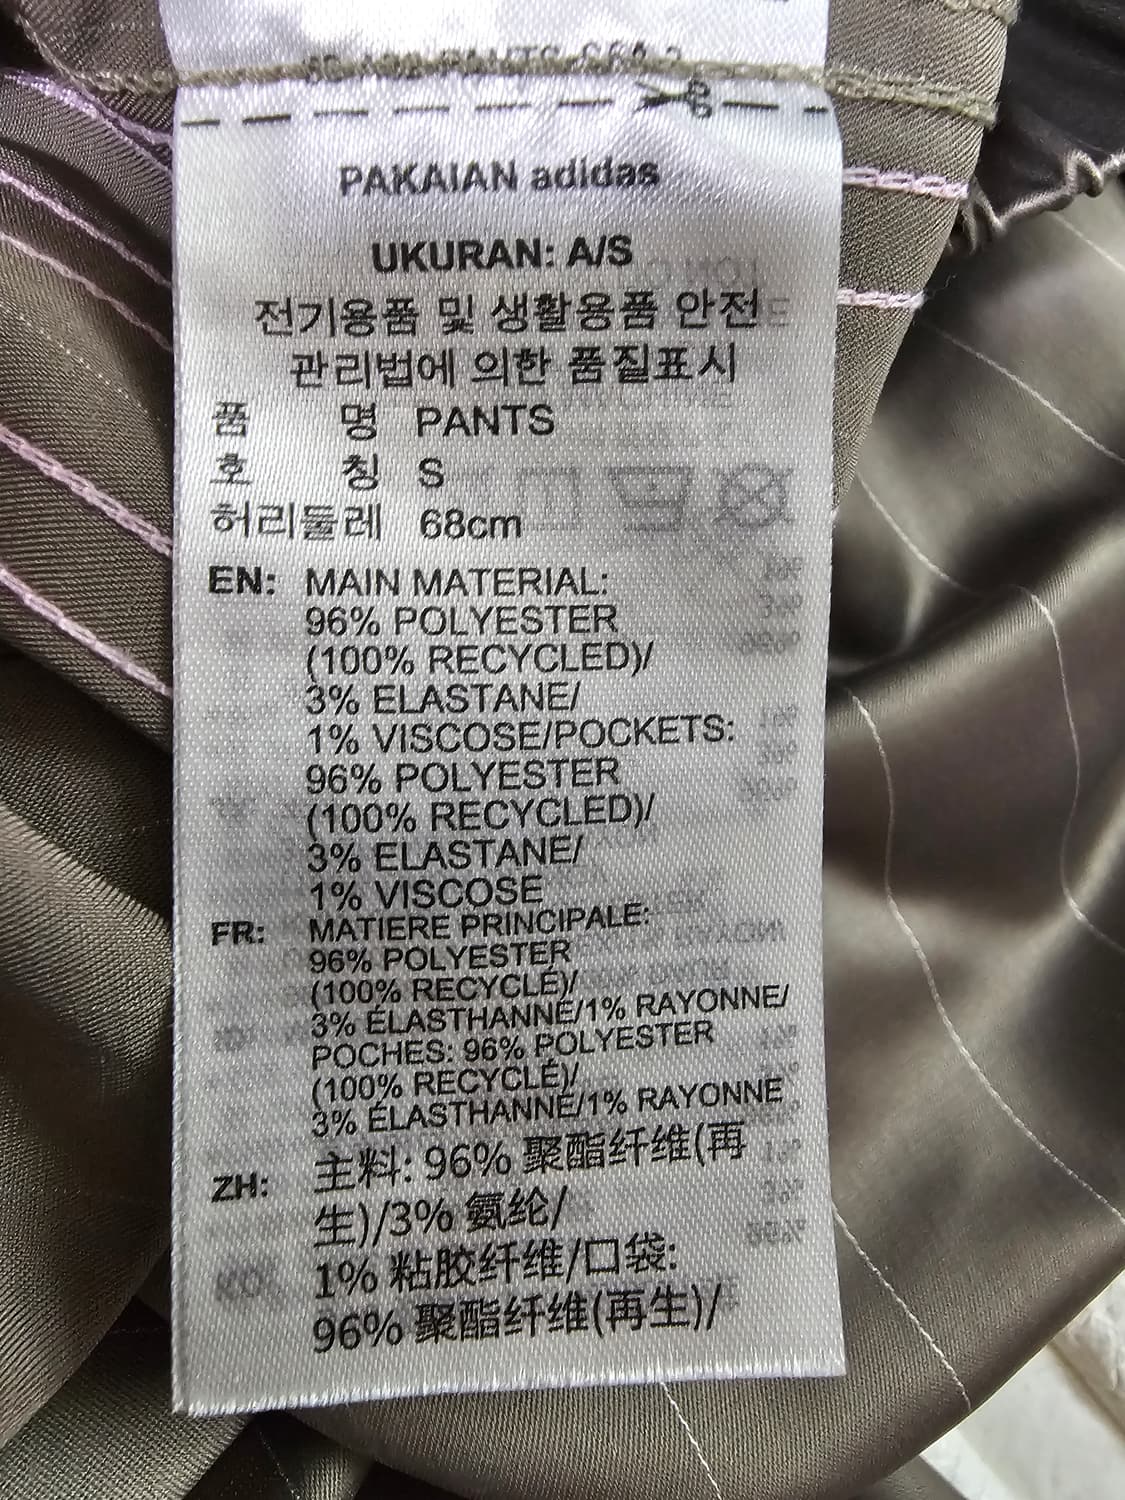 PAKAIAN adidas
UKURAN: A/S
전기용품 및 생활용품 안전
관리법에 의한 품질표시
품 명 PANTS
호 칭 S
허리둘레 68cm
EN: MAIN MATERIAL:
96% POLYESTER
(100% RECYCLED)/
3% ELASTANE/
1% VISCOSE/POCKETS:
96% POLYESTER
(100% RECYCLED)/
3% ELASTANE/
1% VISCOSE
FR: MATIERE PRINCIPALE:
96% POLYESTER
(100% RECYCLÉ)/
3% ÉLASTHANNE/1% RAYONNE/
POCHES: 96% POLYESTER
(100% RECYCLÉ)/
3% ÉLASTHANNE/1% RAYONNE
ZH: 主料: 96% 聚酯纤维(再
生)/3% 氨纶/
1% 粘胶纤维/口袋:
96% 聚酯纤维(再生)/